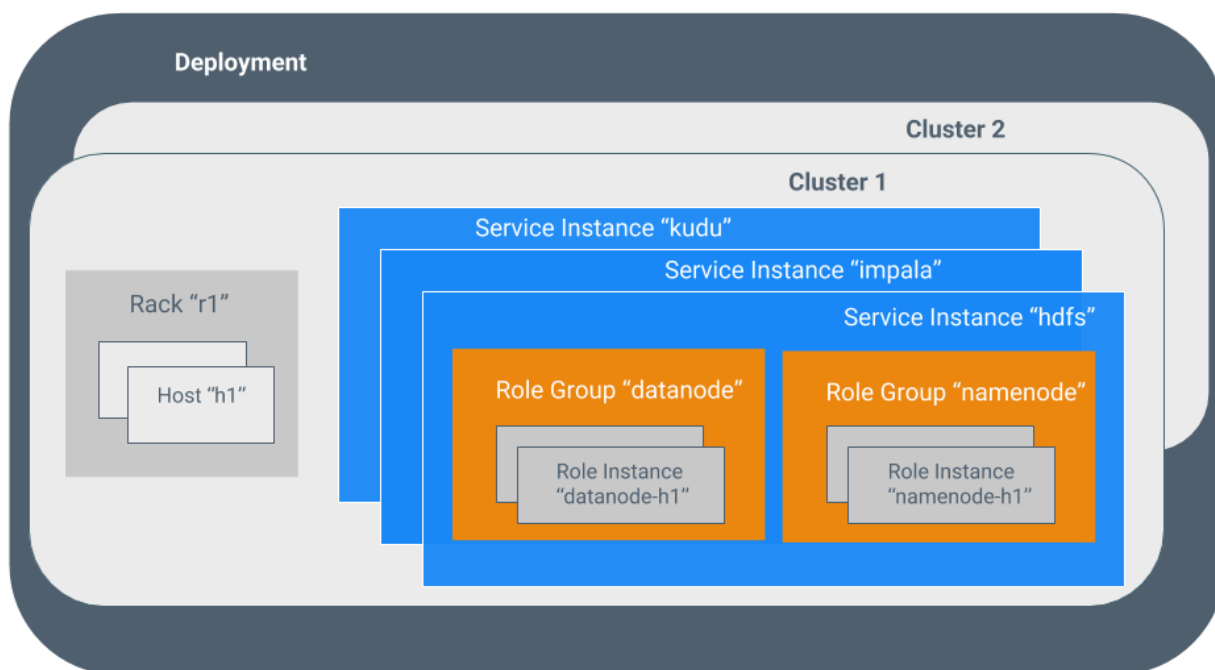 Deployment
Cluster 2
Cluster 1
Service Instance “kudu”
Service Instance “impala”
Service Instance “hdfs”
Rack “r1”
Host “h1”
Role Group “datanode”
Role Instance
“datanode-h1”
Role Group “namenode”
Role Instance
“namenode-h1”